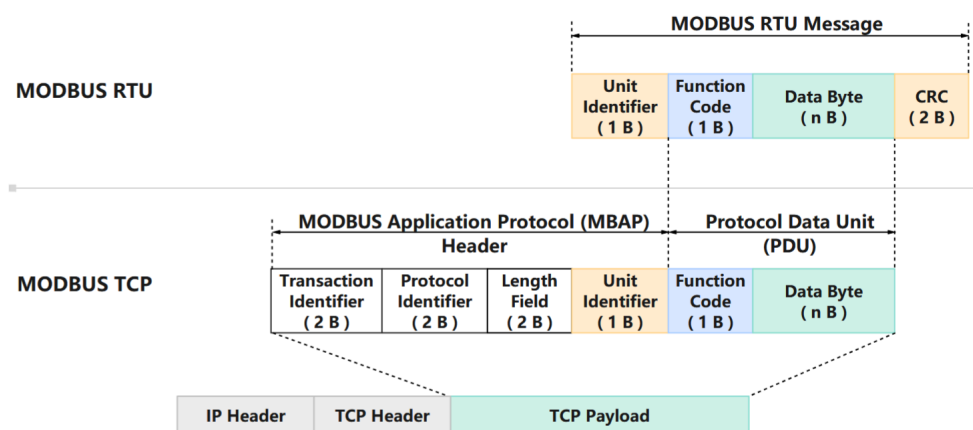 MODBUS RTU Message
MODBUS RTU
Unit
Identifier
( 1 B )
Function
Code
( 1 B )
Data Byte
( n B )
CRC
( 2 B )
MODBUS Application Protocol (MBAP)
Header
Protocol Data Unit
(PDU)
MODBUS TCP
Transaction
Identifier
( 2 B )
Protocol
Identifier
( 2 B )
Length
Field
( 2 B )
Unit
Identifier
( 1 B )
Function
Code
( 1 B )
Data Byte
( n B )
IP Header
TCP Header
TCP Payload